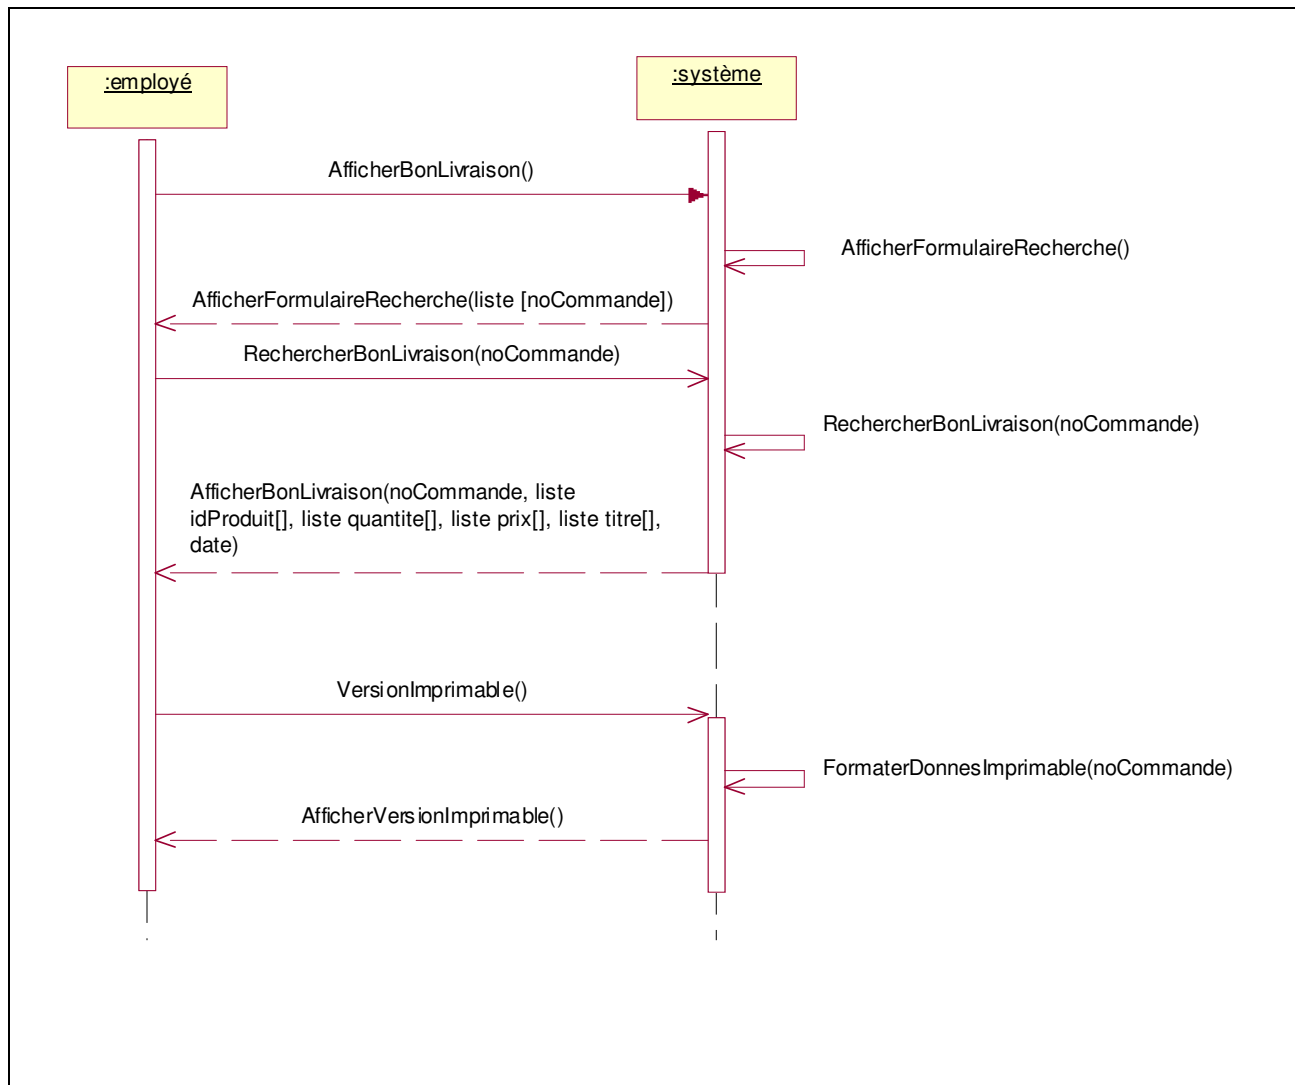 :employé
:système
AfficherBonLivraison()
AfficherFormulaireRecherche()
AfficherFormulaireRecherche(liste [noCommande])
RechercherBonLivraison(noCommande)
RechercherBonLivraison(noCommande)
AfficherBonLivraison(noCommande, liste
idProduit[], liste quantite[], liste prix[], liste titre[],
date)
VersionImprimable()
FormaterDonnesImprimable(noCommande)
AfficherVersionImprimable()